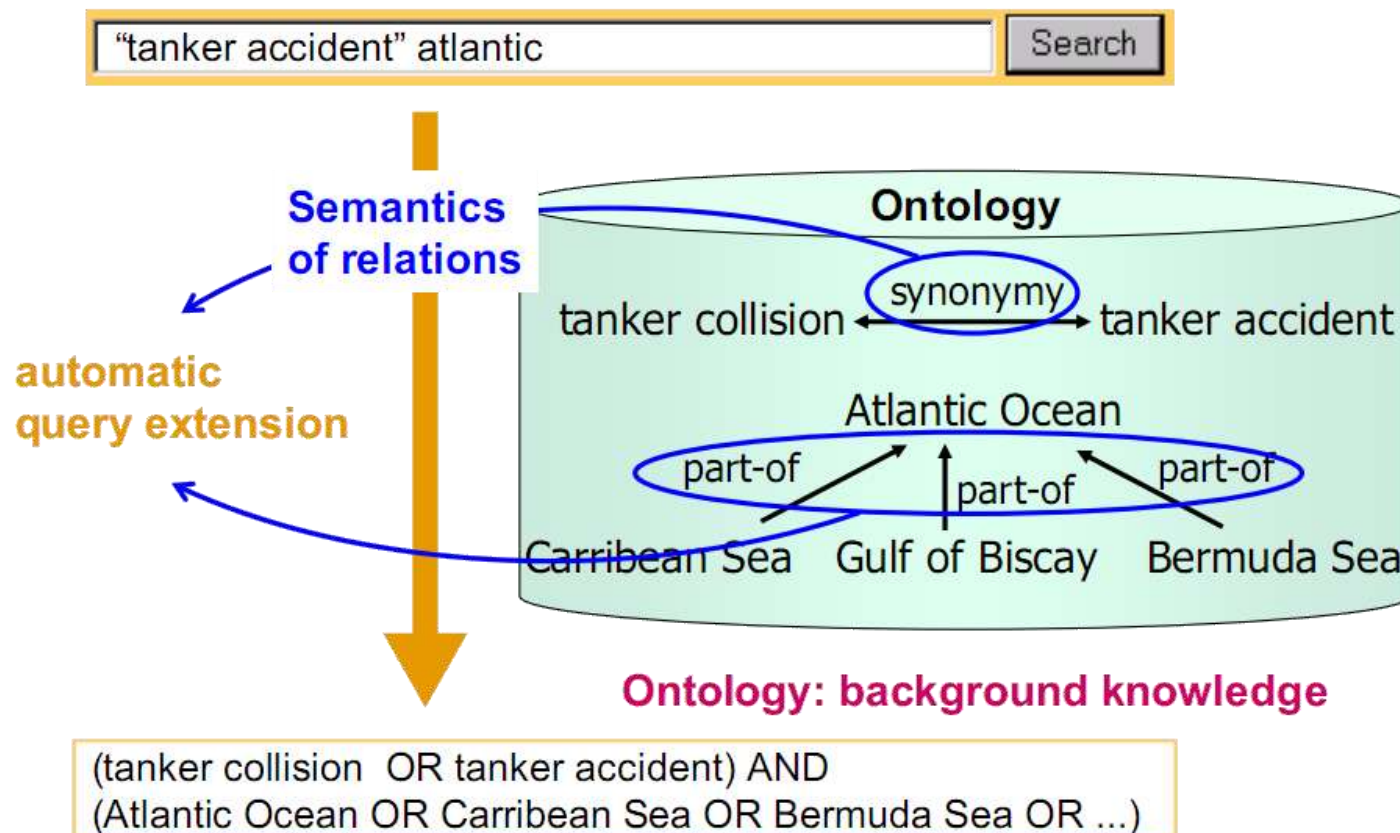 “tanker accident” atlantic
Search
Semantics
of relations
Ontology
synonymy
tanker collision
tanker accident
automatic
query extension
Atlantic Ocean
part-of
part-of
part-of
Carribean Sea
Gulf of Biscay
Bermuda Sea
Ontology: background knowledge
(tanker collision OR tanker accident) AND
(Atlantic Ocean OR Carribean Sea OR Bermuda Sea OR ...)